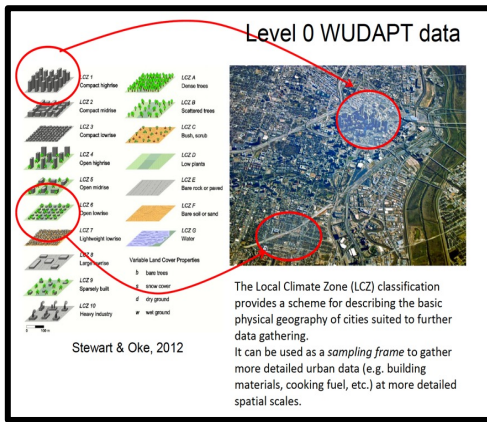 Level 0 WUDAPT data
LCZ 1
Compact highrise
LCZ 2
Compact midrise
LCZ 3
Compact lowrise
LCZ 4
Open highrise
LCZ 5
Open midrise
LCZ 6
Open lowrise
LCZ 7
Lightweight lowrise
LCZ 8
Large lowrise
LCZ 9
Sparsely built
LCZ 10
Heavy industry
LCZ A
Dense trees
LCZ B
Scattered trees
LCZ C
Bush, scrub
LCZ D
Low plants
LCZ E
Bare rock or paved
LCZ F
Bare soil or sand
LCZ G
Water
Variable Land Cover Properties
b bare trees
s snow cover
d dry ground
w wet ground
Stewart & Oke, 2012
The Local Climate Zone (LCZ) classification
provides a scheme for describing the basic
physical geography of cities suited to further
data gathering.
It can be used as a sampling frame to gather
more detailed urban data (e.g. building
materials, cooking fuel, etc.) at more detailed
spatial scales.